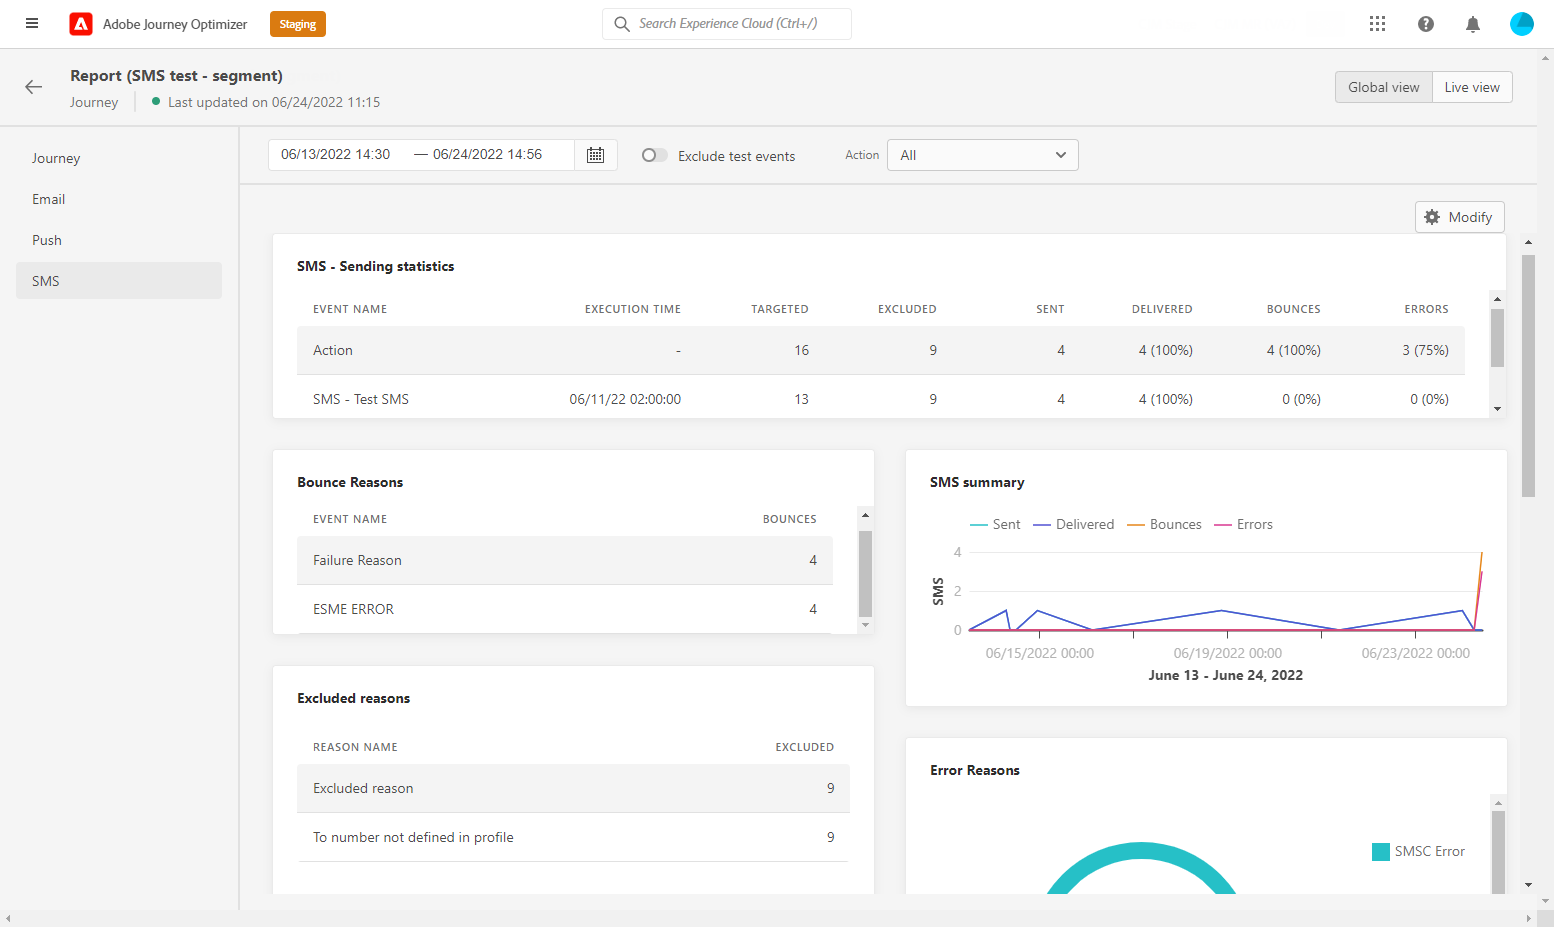 Adobe Journey Optimizer
Staging
Search Experience Cloud (Ctrl+/)
Report (SMS test - segment)
Journey
Last updated on 06/24/2022 11:15
Global view
Live view
Journey
Email
Push
SMS
06/13/2022 14:30 — 06/24/2022 14:56
Exclude test events
Action
All
Modify
SMS - Sending statistics
EVENT NAME EXECUTION TIME TARGETED EXCLUDED SENT DELIVERED BOUNCES ERRORS
Action - 16 9 4 4 (100%) 4 (100%) 3 (75%)
SMS - Test SMS 06/11/22 02:00:00 13 9 4 4 (100%) 0 (0%) 0 (0%)
Bounce Reasons
EVENT NAME BOUNCES
Failure Reason 4
ESME ERROR 4
SMS summary
Sent Delivered Bounces Errors
4
2
0
SMS
06/15/2022 00:00 06/19/2022 00:00 06/23/2022 00:00
June 13 - June 24, 2022
Excluded reasons
REASON NAME EXCLUDED
Excluded reason 9
To number not defined in profile 9
Error Reasons
SMSC Error